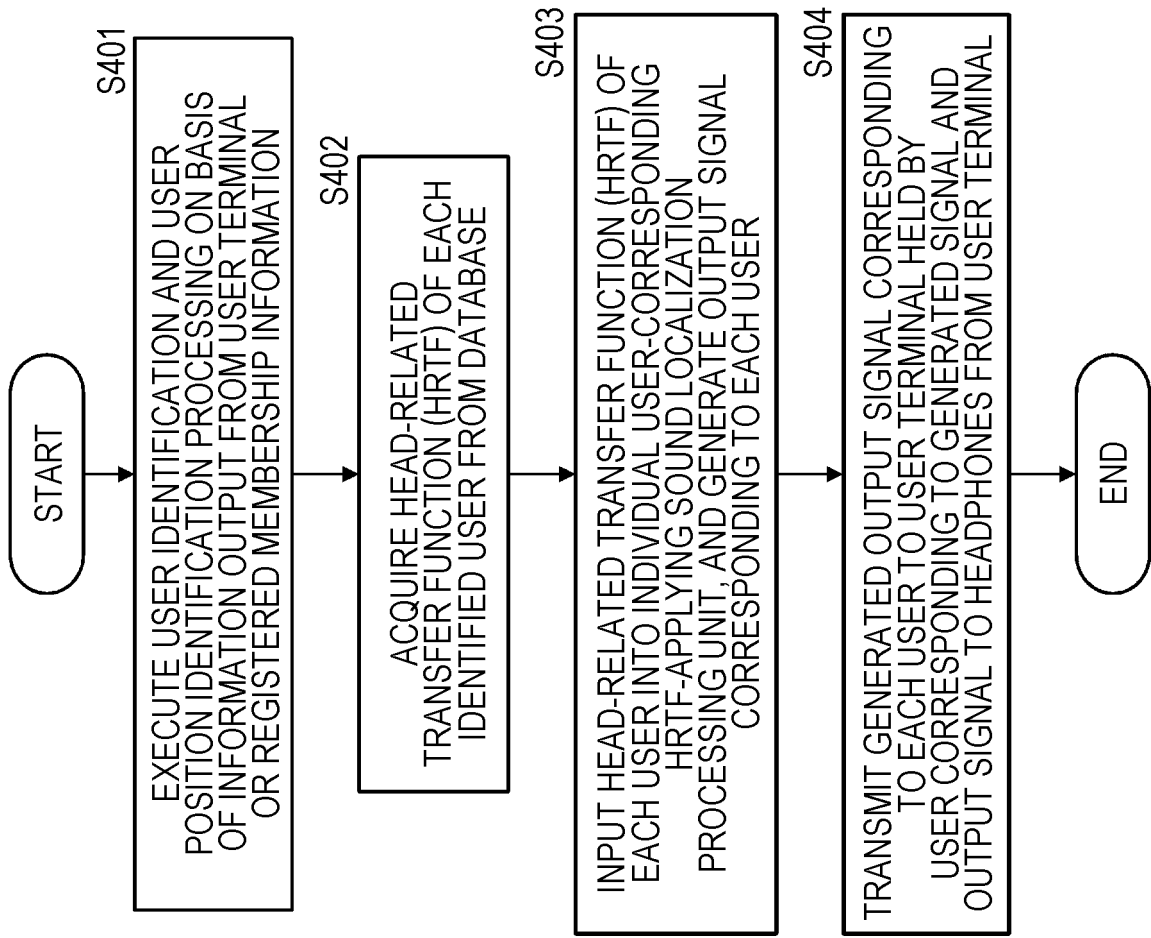 START
S401
EXECUTE USER IDENTIFICATION AND USER
POSITION IDENTIFICATION PROCESSING ON BASIS
OF INFORMATION OUTPUT FROM USER TERMINAL
OR REGISTERED MEMBERSHIP INFORMATION
S402
ACQUIRE HEAD-RELATED
TRANSFER FUNCTION (HRTF) OF EACH
IDENTIFIED USER FROM DATABASE
S403
INPUT HEAD-RELATED TRANSFER FUNCTION (HRTF) OF
EACH USER INTO INDIVIDUAL USER-CORRESPONDING
HRTF-APPLYING SOUND LOCALIZATION
PROCESSING UNIT, AND GENERATE OUTPUT SIGNAL
CORRESPONDING TO EACH USER
S404
TRANSMIT GENERATED OUTPUT SIGNAL CORRESPONDING
TO EACH USER TO USER TERMINAL HELD BY
USER CORRESPONDING TO GENERATED SIGNAL AND
OUTPUT SIGNAL TO HEADPHONES FROM USER TERMINAL
END